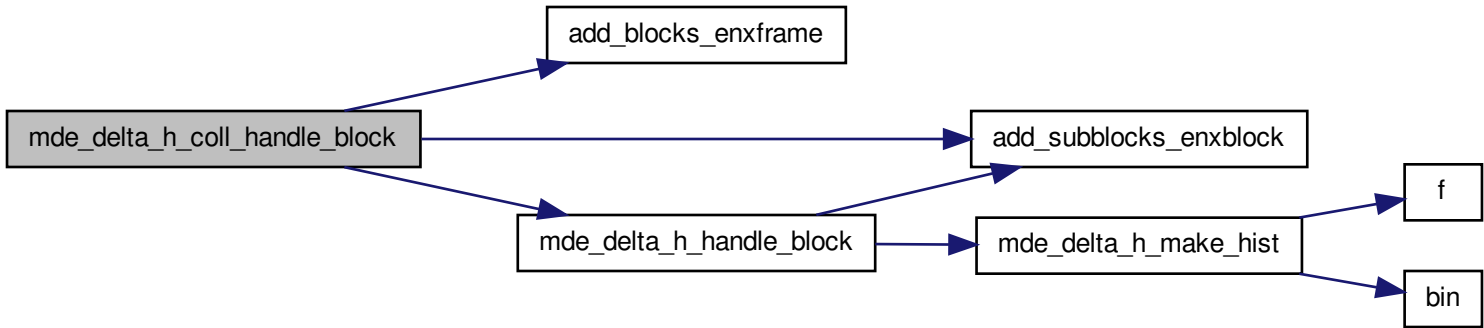 add_blocks_enxframe
mde_delta_h_coll_handle_block
add_subblocks_enxblock
f
mde_delta_h_handle_block
mde_delta_h_make_hist
bin